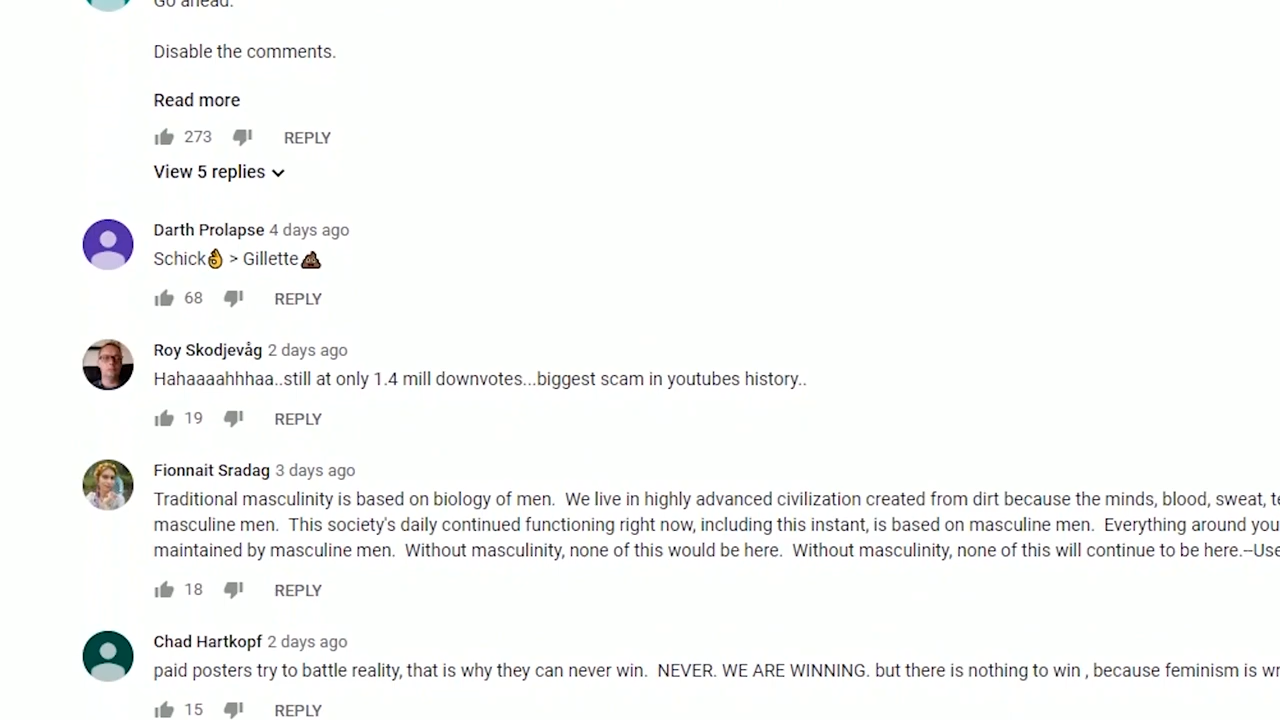 Go ahead.
Disable the comments.
Read more
273 REPLY
View 5 replies
Darth Prolapse 4 days ago
Schick👌 > Gillette💩
68 REPLY
Roy Skodjevåg 2 days ago
Hahaaaahhhaa..still at only 1.4 mill downvotes...biggest scam in youtubes history..
19 REPLY
Fionnait Sradag 3 days ago
Traditional masculinity is based on biology of men.  We live in highly advanced civilization created from dirt because the minds, blood, sweat,
masculine men.  This society's daily continued functioning right now, including this instant, is based on masculine men.  Everything around you
maintained by masculine men.  Without masculinity, none of this would be here.  Without masculinity, none of this will continue to be here.--Use
18 REPLY
Chad Hartkopf 2 days ago
paid posters try to battle reality, that is why they can never win.  NEVER. WE ARE WINNING. but there is nothing to win , because feminism is
15 REPLY